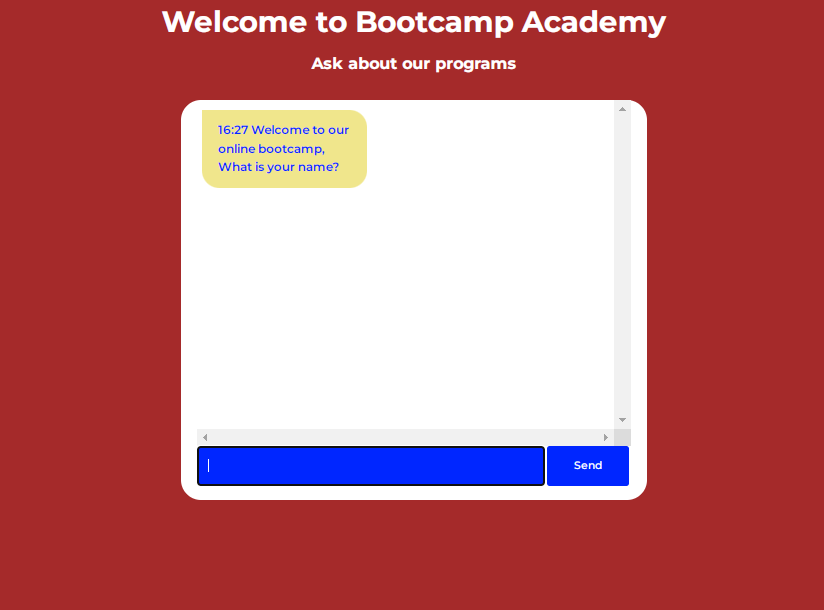 Welcome to Bootcamp Academy
Ask about our programs
16:27 Welcome to our
online bootcamp,
What is your name?
Send